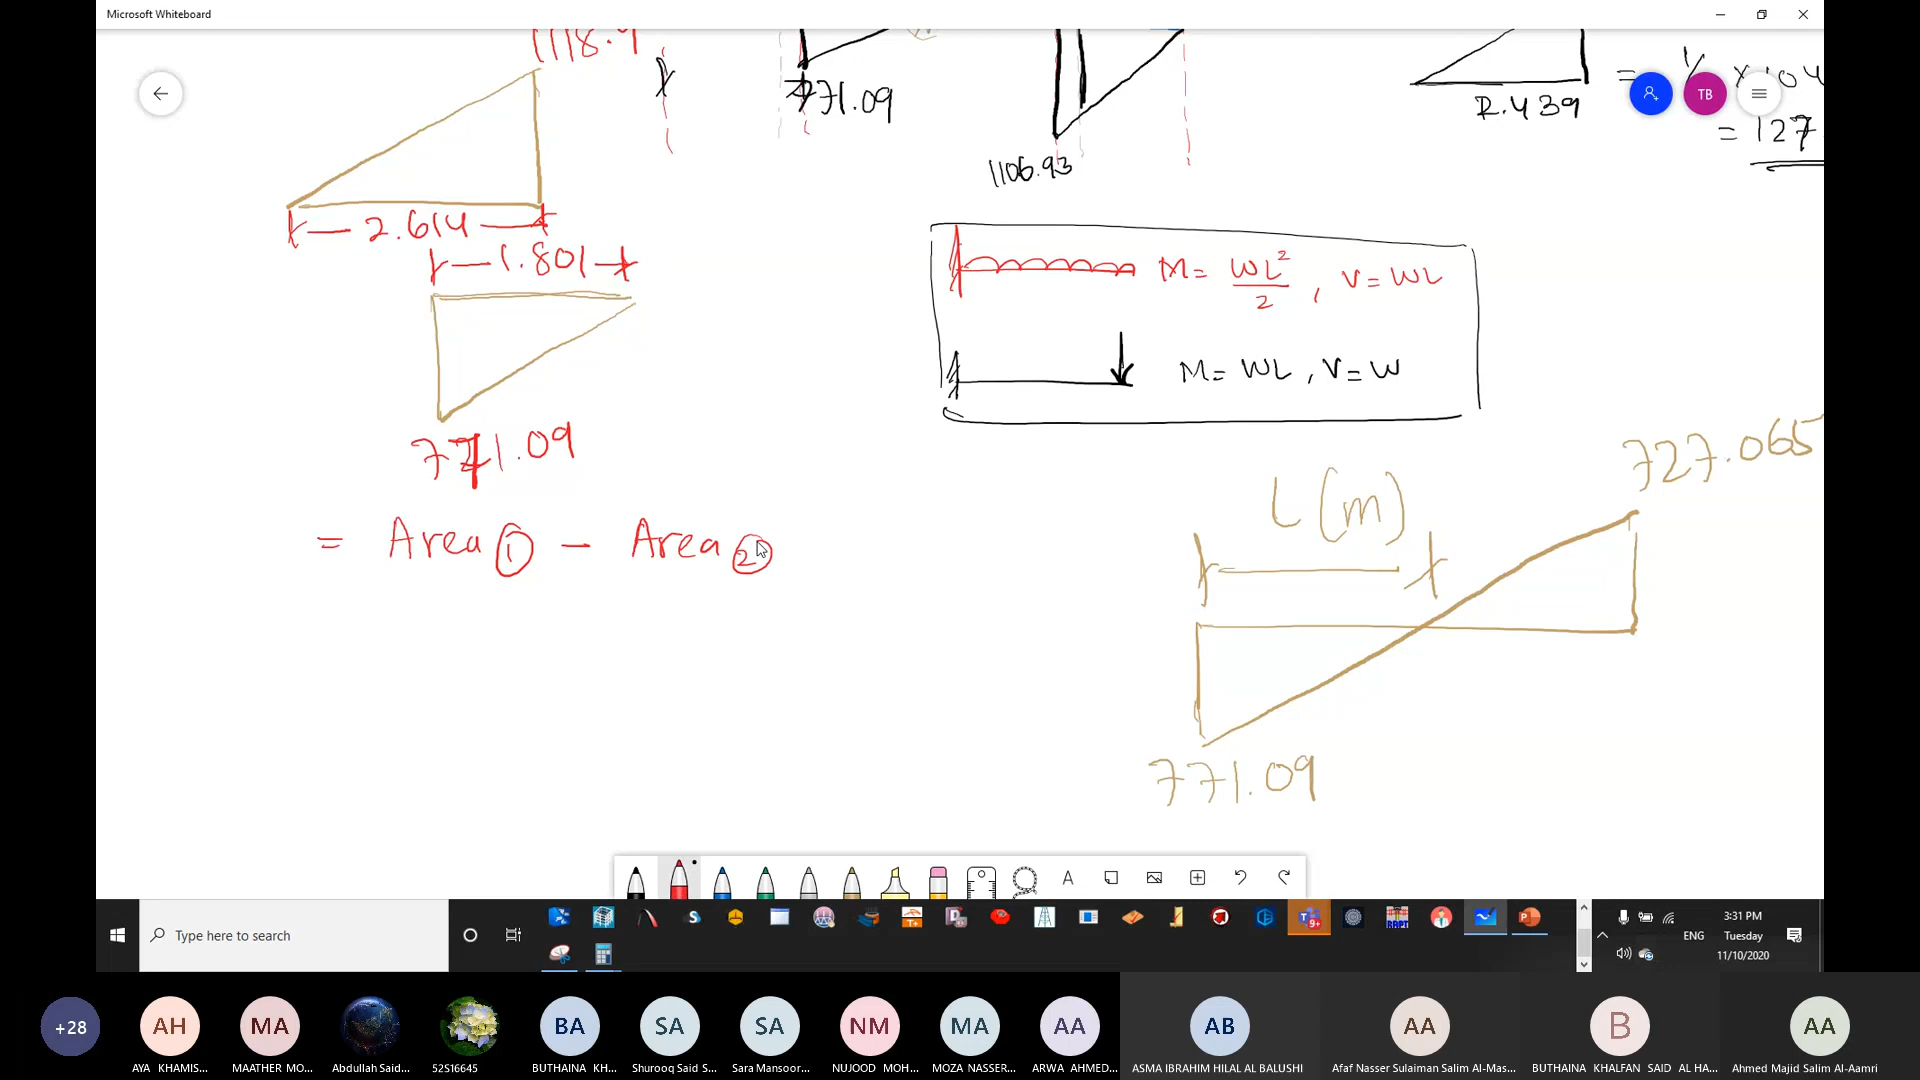 Microsoft Whiteboard
1118.9
771.09
1106.93
2.439
= 127
TB
2.614
1.801
771.09
= Area ① - Area ②
M = WL²/2 , V = WL
M = WL , V = W
L (m)
727.065
771.09
A
Type here to search
ENG
3:31 PM
Tuesday
11/10/2020
+28
AH
MA
BA
SA
SA
NM
MA
AA
AB
AA
B
AA
AYA KHAMIS...
MAATHER MO...
Abdullah Said...
52S16645
BUTHAINA KH...
Shurooq Said S...
Sara Mansoor...
NUJOOD MOH...
MOZA NASSER...
ARWA AHMED...
ASMA IBRAHIM HILAL AL BALUSHI
Afaf Nasser Sulaiman Salim Al-Mas...
BUTHAINA KHALFAN SAID AL HA...
Ahmed Majid Salim Al-Aamri